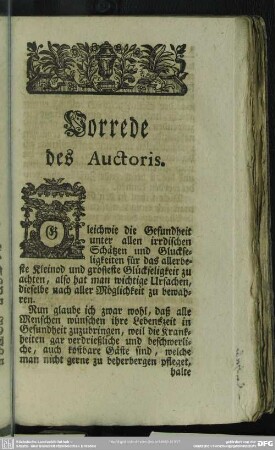 Vorrede
des Auctoris.
Gleichwie die Gesundheit
unter allen irrdischen
Schätzen und Glückse-
ligkeiten für das allerbe-
ste Kleinod und grösseste Glückseligkeit zu
achten, also hat man wichtige Ursachen,
dieselbe nach aller Möglichkeit zu bewah-
ren.
Nun glaube ich zwar wohl, daß alle
Menschen wünschen ihre Lebenszeit in
Gesundheit zuzubringen, weil die Krank-
heiten gar verdrießliche und beschwerli-
che, auch kostbare Gäste sind, welche
man nicht gerne zu beherbergen pfleget,
halte